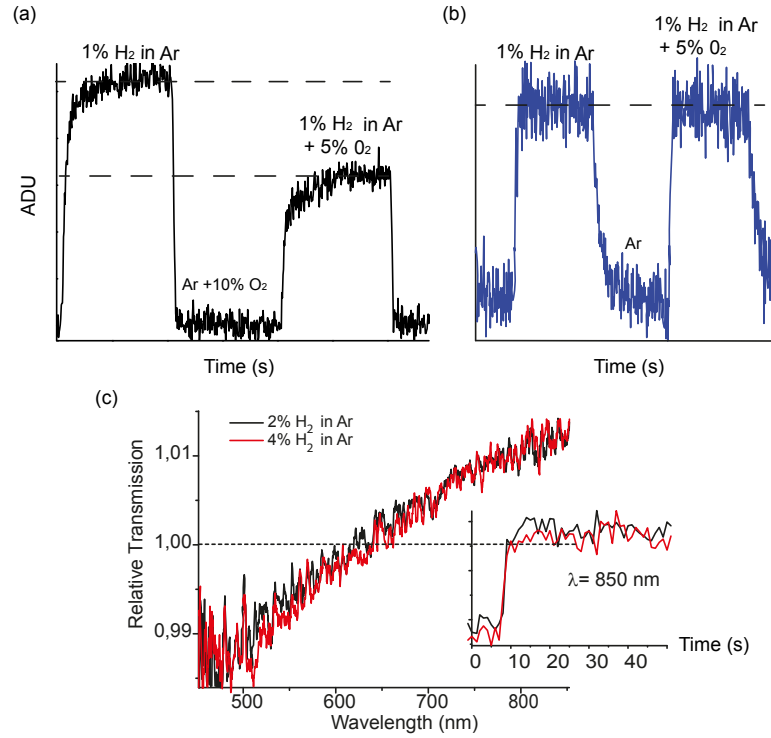 (a)
1% H₂ in Ar
1% H₂ in Ar
+ 5% 0₂
Ar +10% O₂
ADU
Time (s)
(b)
1% H₂ in Ar
1% H₂ in Ar
+ 5% 0₂
Ar
Time (s)
(c)
2% H₂ in Ar
4% H₂ in Ar
1,01
1,00
0,99
Relative Transmission
500
600
700
800
Wavelength (nm)
λ= 850 nm
0
10
20
30
40
Time (s)